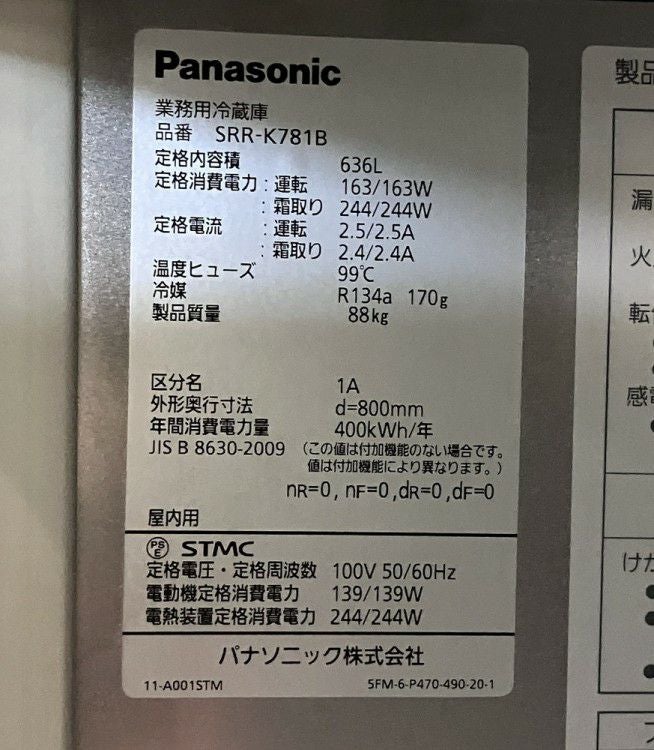 Panasonic
業務用冷蔵庫
品番 SRR-K781B
定格内容積 636L
定格消費電力:運転 163/163W
:霜取り 244/244W
定格電流 :運転 2.5/2.5A
:霜取り 2.4/2.4A
温度ヒューズ 99℃
冷媒 R134a 170g
製品質量 88kg
区分名 1A
外形奥行寸法 d=800mm
年間消費電力量 400kWh/年
JIS B 8630-2009 (この値は付加機能のない場合です。
値は付加機能により異なります。)
nR=0, nF=0,dR=0,dF=0
屋内用
PSE STMC
定格電圧・定格周波数 100V 50/60Hz
電動機定格消費電力 139/139W
電熱装置定格消費電力 244/244W
パナソニック株式会社
11-A001STM 5FM-6-P470-490-20-1
製品
漏
火
転
感電
けが